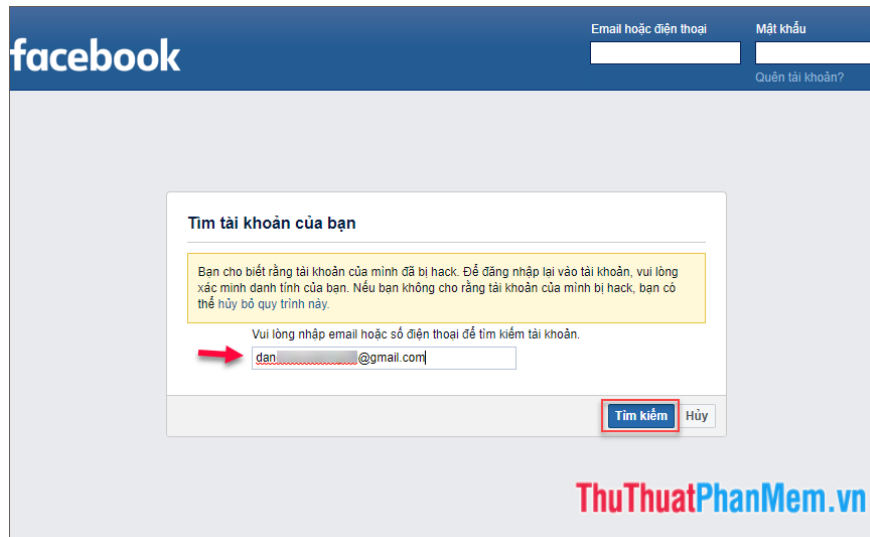 Email hoặc điện thoại
Mật khẩu
facebook
Quên tài khoản?
Tìm tài khoản của bạn
Bạn cho biết rằng tài khoản của mình đã bị hack. Để đăng nhập lại vào tài khoản, vui lòng
xác minh danh tính của bạn. Nếu bạn không cho rằng tài khoản của mình bị hack, bạn có
thể hủy bỏ quy trình này.
Vui lòng nhập email hoặc số điện thoại để tìm kiếm tài khoản.
dan @gmail.com
Tìm kiếm
Hủy
ThuThuatPhanMem.vn